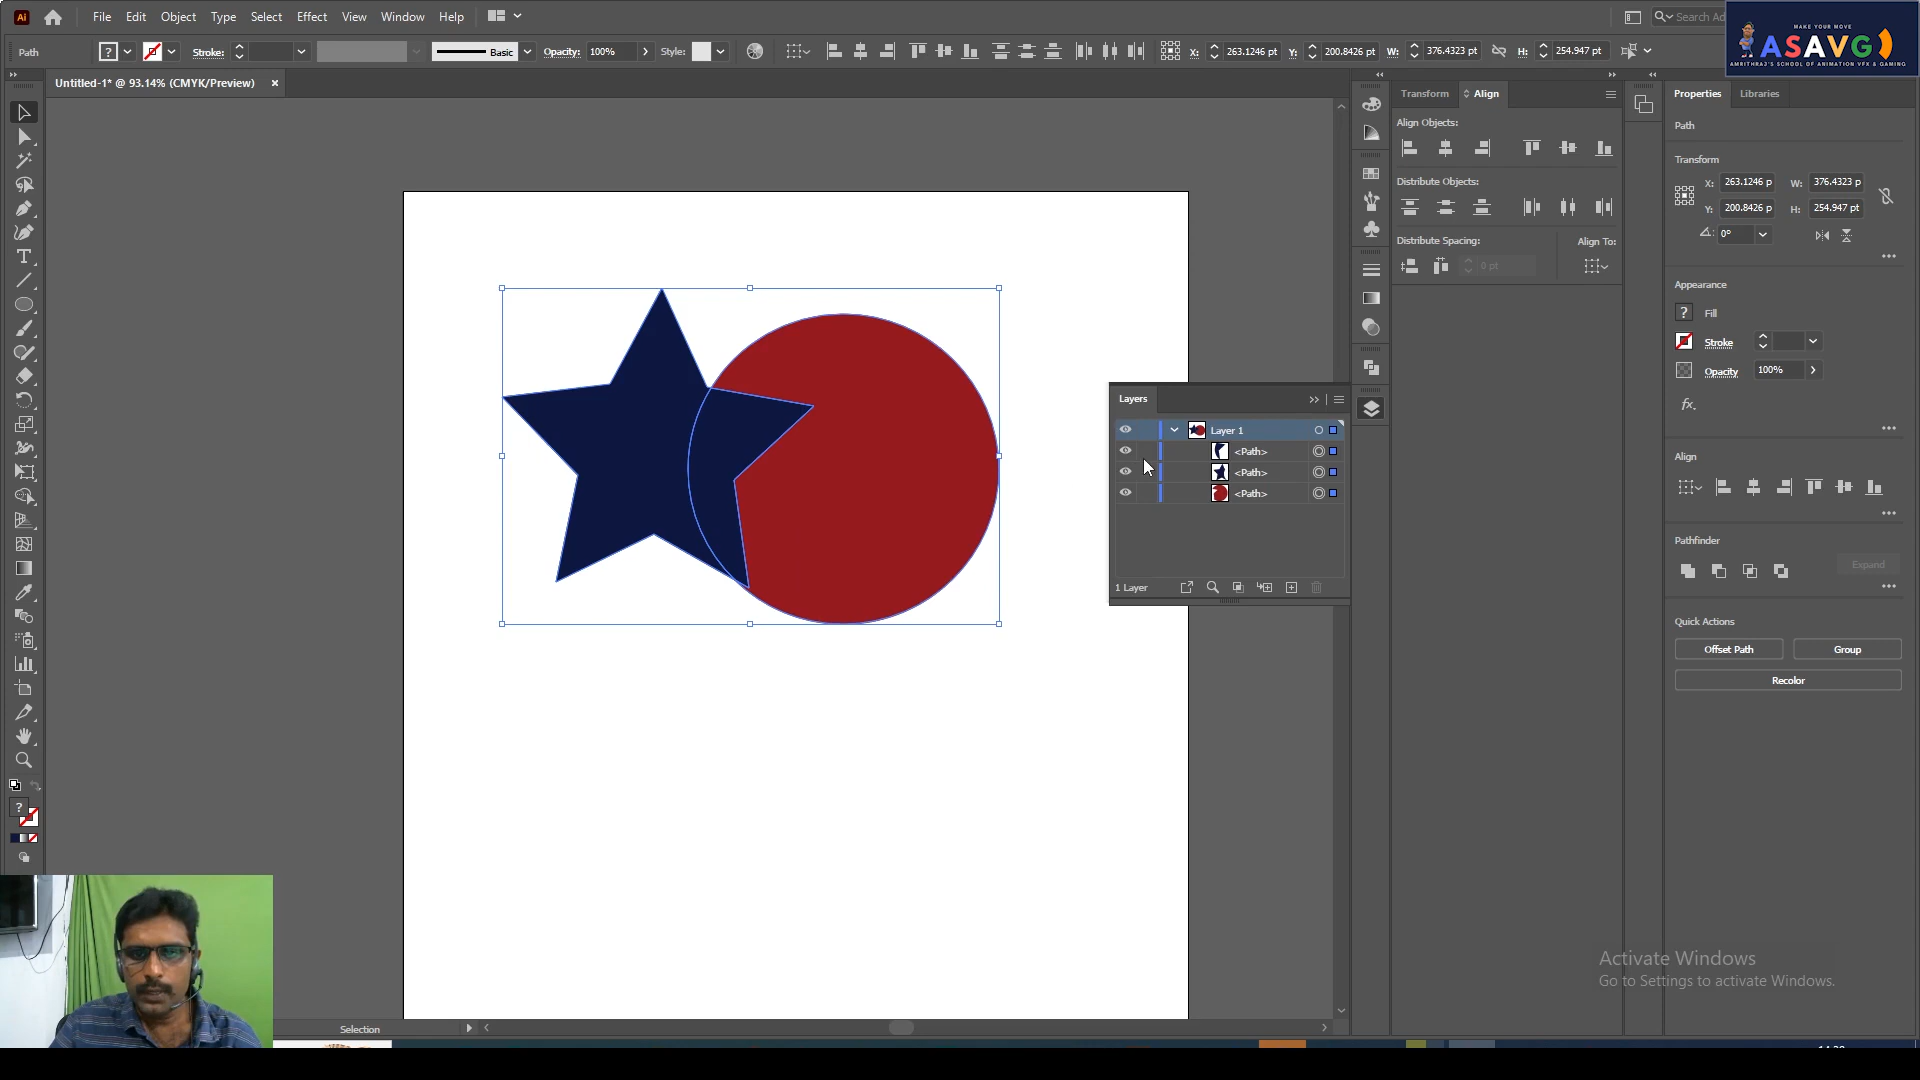 Ai File Edit Object Type Select Effect View Window Help
Search Ad
MAKE YOUR MOVE
ASAVG
AMRITHRAJ'S SCHOOL OF ANIMATION VFX & GAMING
Path ? Stroke: Basic Opacity: 100% Style: X: 263.1246 pt Y: 200.8426 pt W: 376.4323 pt H: 254.947 pt
Untitled-1* @ 93.14% (CMYK/Preview) ×
Transform Align
Align Objects:
Distribute Objects:
Distribute Spacing: Align To:
0 pt
Properties Libraries
Path
Transform
X: 263.1246 p W: 376.4323 p
Y: 200.8426 p H: 254.947 pt
0°
Appearance
? Fill
Stroke
Opacity 100%
fx.
Align
Pathfinder
Expand
Quick Actions
Offset Path Group
Recolor
Layers
Layer 1
<Path>
<Path>
<Path>
1 Layer
?
Activate Windows
Go to Settings to activate Windows.
Selection